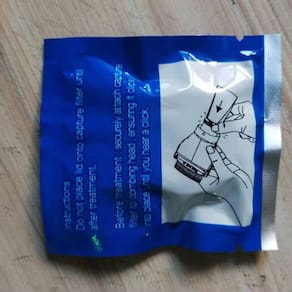 Instructions
Do not place lid onto capture filter until
after treatment.
Before treatment, securely attach capture
filter to combing head, ensuring it clicks
into place until you hear a click.